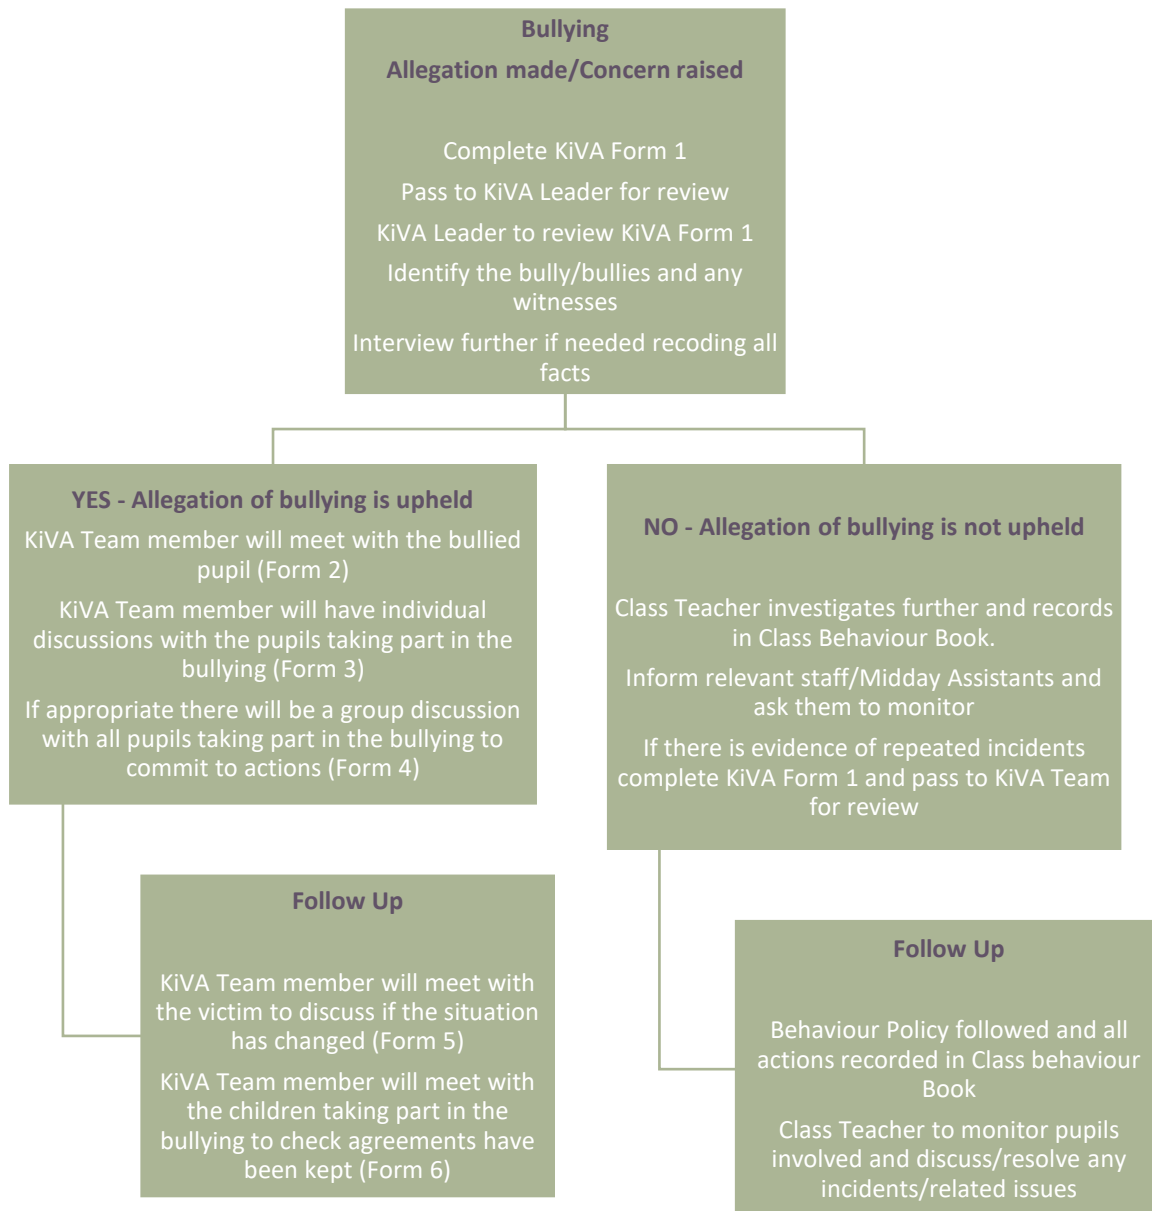 Bullying
Allegation made/Concern raised
Complete KiVA Form 1
Pass to KiVA Leader for review
KiVA Leader to review KiVA Form 1
Identify the bully/bullies and any
witnesses
Interview further if needed recoding all
facts
YES - Allegation of bullying is upheld
KiVA Team member will meet with the bullied
pupil (Form 2)
KiVA Team member will have individual
discussions with the pupils taking part in the
bullying (Form 3)
If appropriate there will be a group discussion
with all pupils taking part in the bullying to
commit to actions (Form 4)
NO - Allegation of bullying is not upheld
Class Teacher investigates further and records
in Class Behaviour Book.
Inform relevant staff/Midday Assistants and
ask them to monitor
If there is evidence of repeated incidents
complete KiVA Form 1 and pass to KiVA Team
for review
Follow Up
KiVA Team member will meet with
the victim to discuss if the situation
has changed (Form 5)
KiVA Team member will meet with
the children taking part in the
bullying to check agreements have
been kept (Form 6)
Follow Up
Behaviour Policy followed and all
actions recorded in Class behaviour
Book
Class Teacher to monitor pupils
involved and discuss/resolve any
incidents/related issues